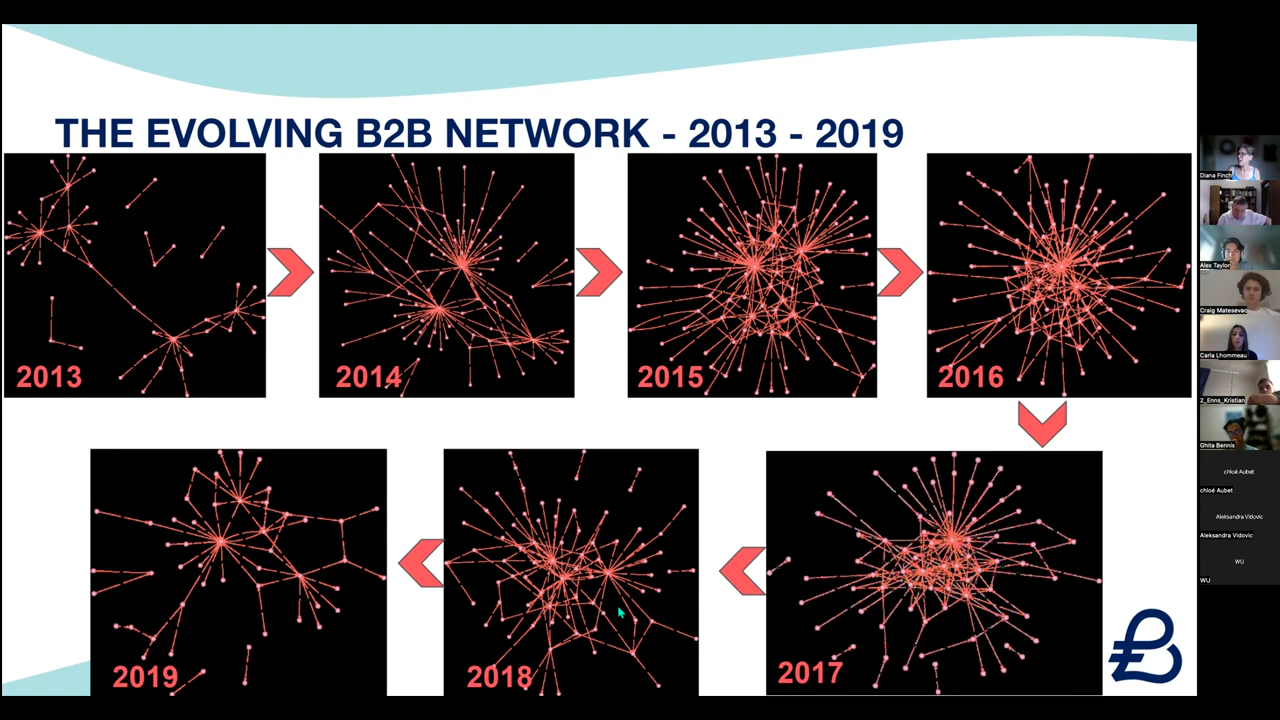 THE EVOLVING B2B NETWORK - 2013 - 2019
2013
2014
2015
2016
2019
2018
2017
Diana Finch
Alex Taylor
Craig Matesevac
Carla Lhommeau
2_Enns_Kristian
Ghita Bennis
chloé Aubet
chloé Aubet
Aleksandra Vidovic
Aleksandra Vidovic
WU
WU